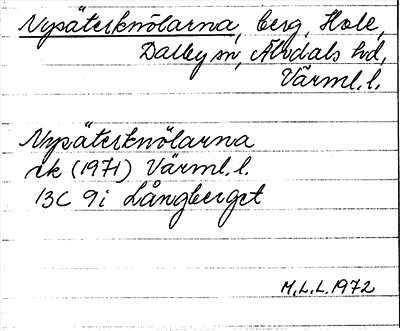 Nysäterknölarna, berg, Hole,
Dalby sn, Älvdals hd,
Värml. l.
Nysäterknölarna
ek (1971) Värml. l.
13C 9i Långberget
M.L.L. 1972